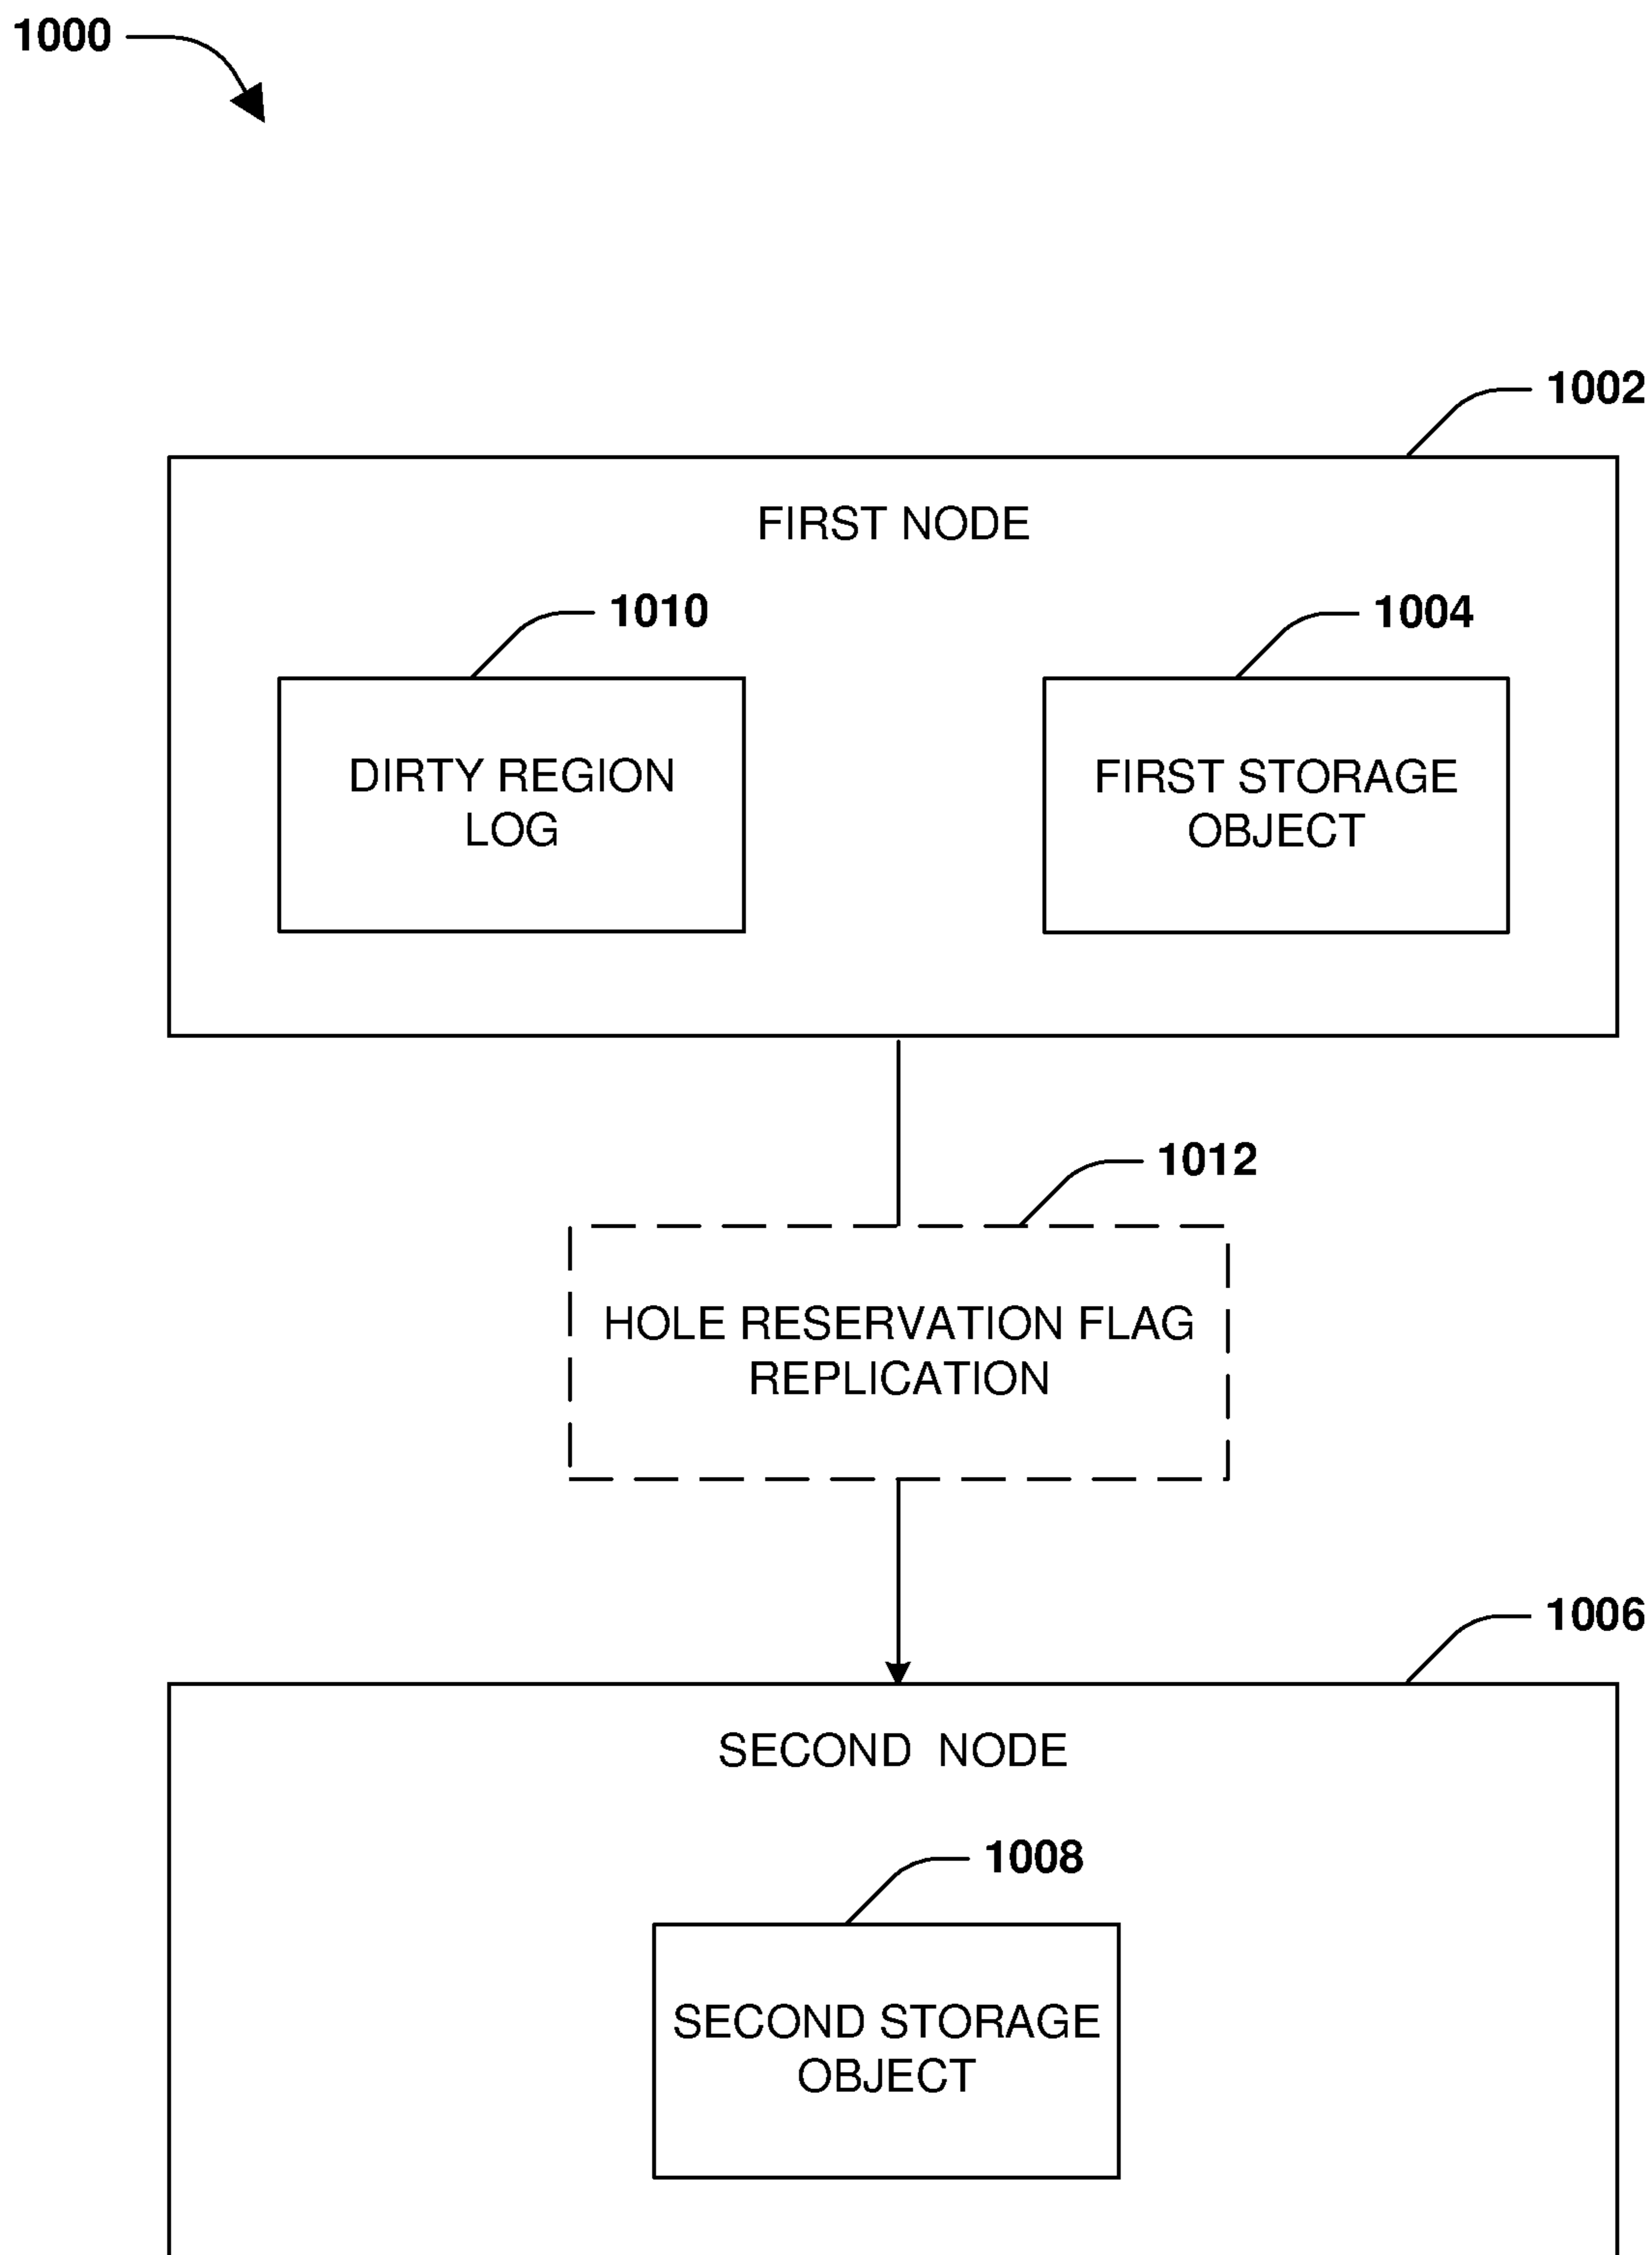 1000
1002
FIRST NODE
1010
1004
DIRTY REGION
LOG
FIRST STORAGE
OBJECT
1012
HOLE RESERVATION FLAG
REPLICATION
1006
SECOND NODE
1008
SECOND STORAGE
OBJECT